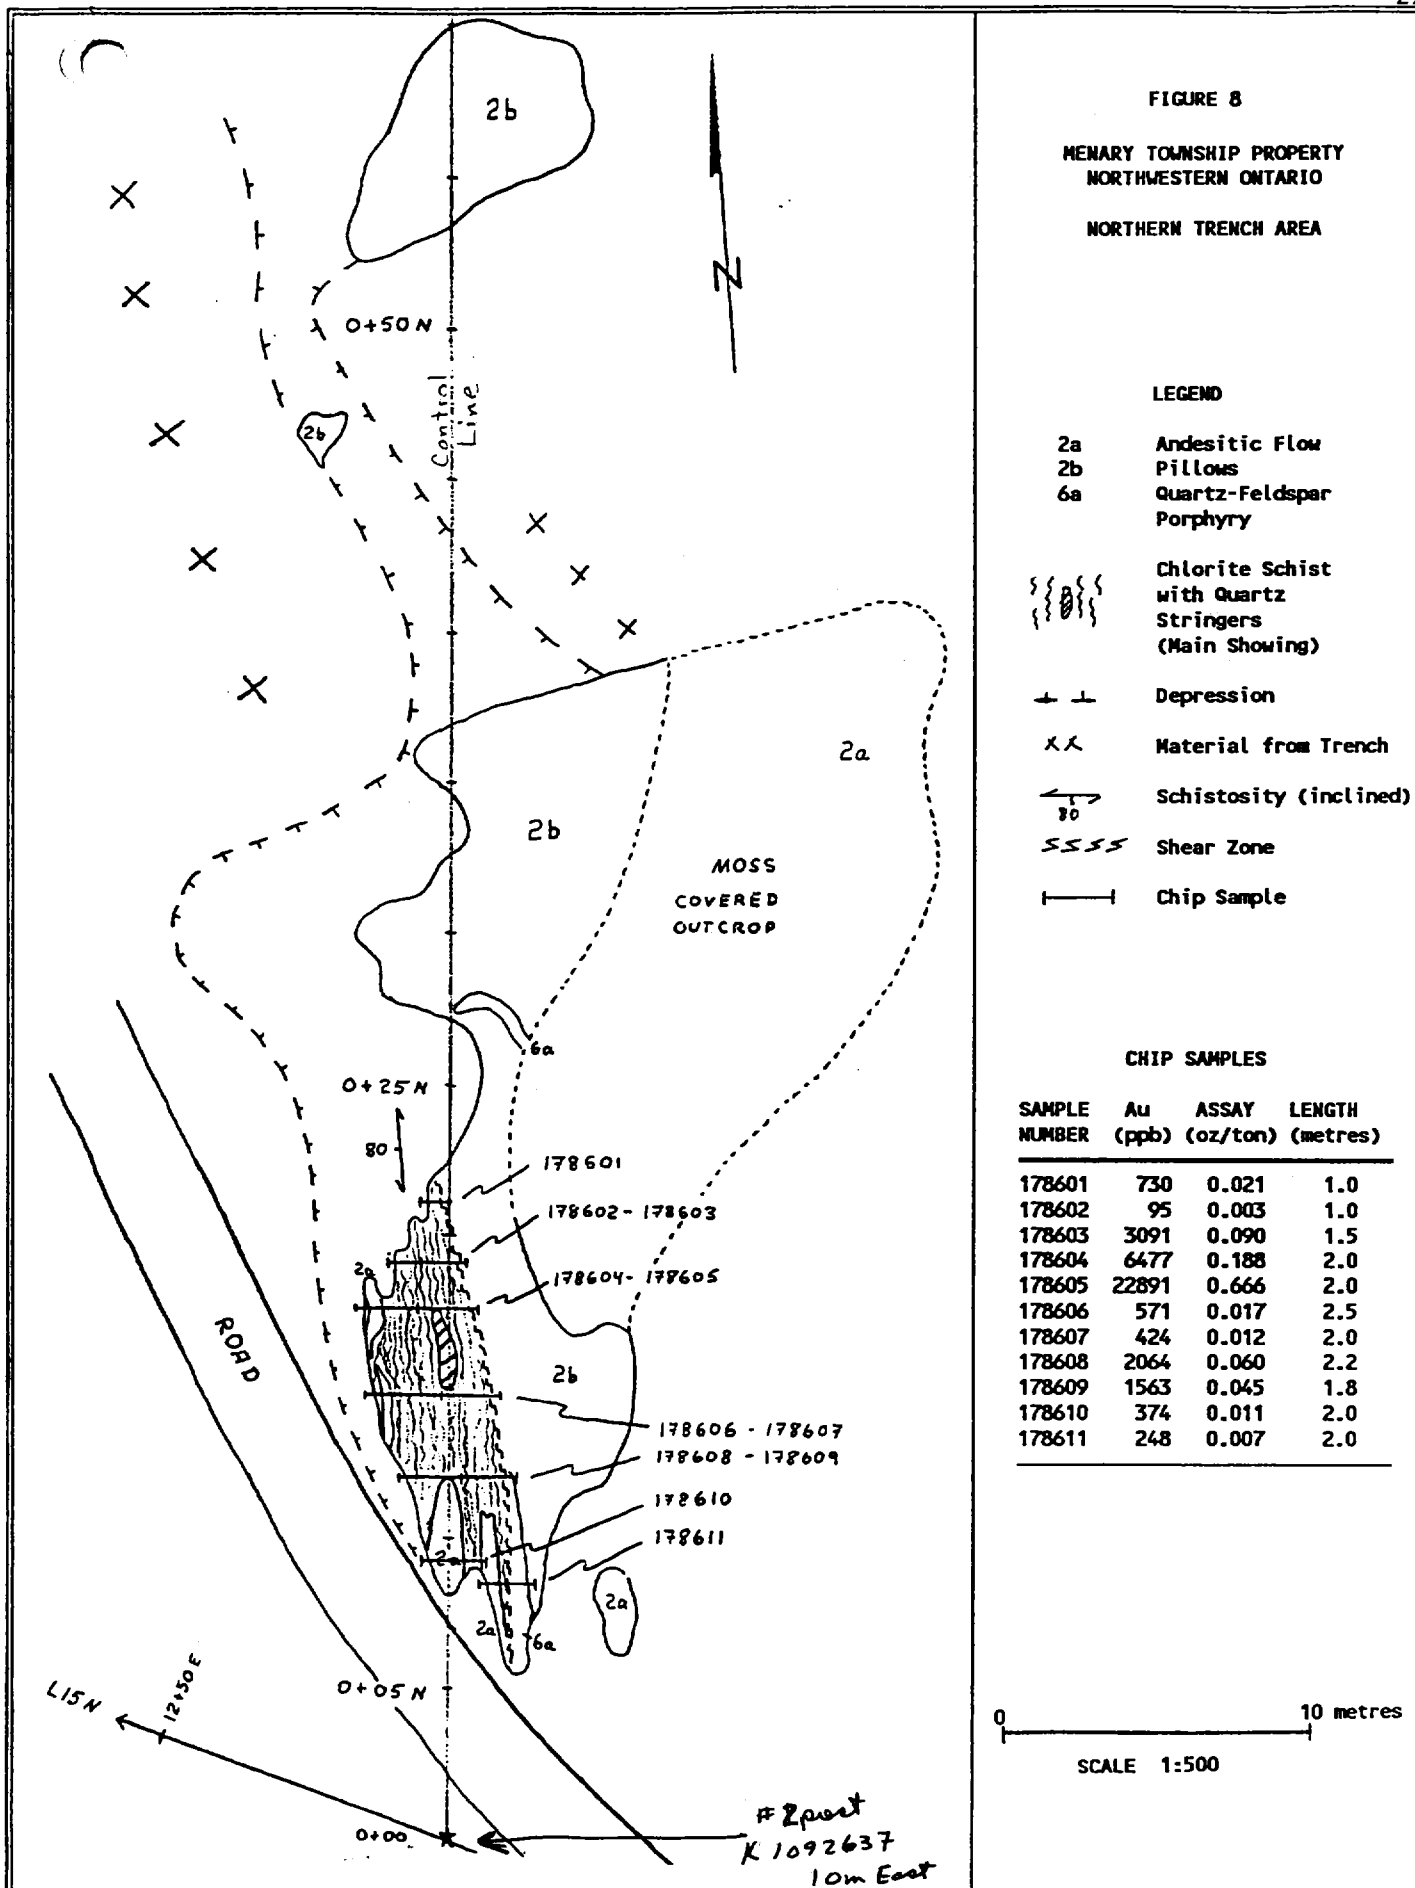 FIGURE 8
MENARY TOWNSHIP PROPERTY
NORTHWESTERN ONTARIO
NORTHERN TRENCH AREA
LEGEND
2a Andesitic Flow
2b Pillows
6a Quartz-Feldspar
Porphyry
Chlorite Schist
with Quartz
Stringers
(Main Showing)
Depression
XX Material from Trench
80 Schistosity (inclined)
Shear Zone
Chip Sample
CHIP SAMPLES
SAMPLE Au ASSAY LENGTH
NUMBER (ppb) (oz/ton) (metres)
178601 730 0.021 1.0
178602 95 0.003 1.0
178603 3091 0.090 1.5
178604 6477 0.188 2.0
178605 22891 0.666 2.0
178606 571 0.017 2.5
178607 424 0.012 2.0
178608 2064 0.060 2.2
178609 1563 0.045 1.8
178610 374 0.011 2.0
178611 248 0.007 2.0
0 10 metres
SCALE 1:500
2b
N
0+50 N
Control
Line
2b
2a
2b
MOSS
COVERED
OUTCROP
6a
0+25 N
80
178601
178602-178603
2a
178604-178605
ROAD
2b
178606 - 178607
178608 - 178609
178610
178611
2a
2a
2a
6a
0+05 N
L15N
12+50E
0+00
post
K 1092637
10m East